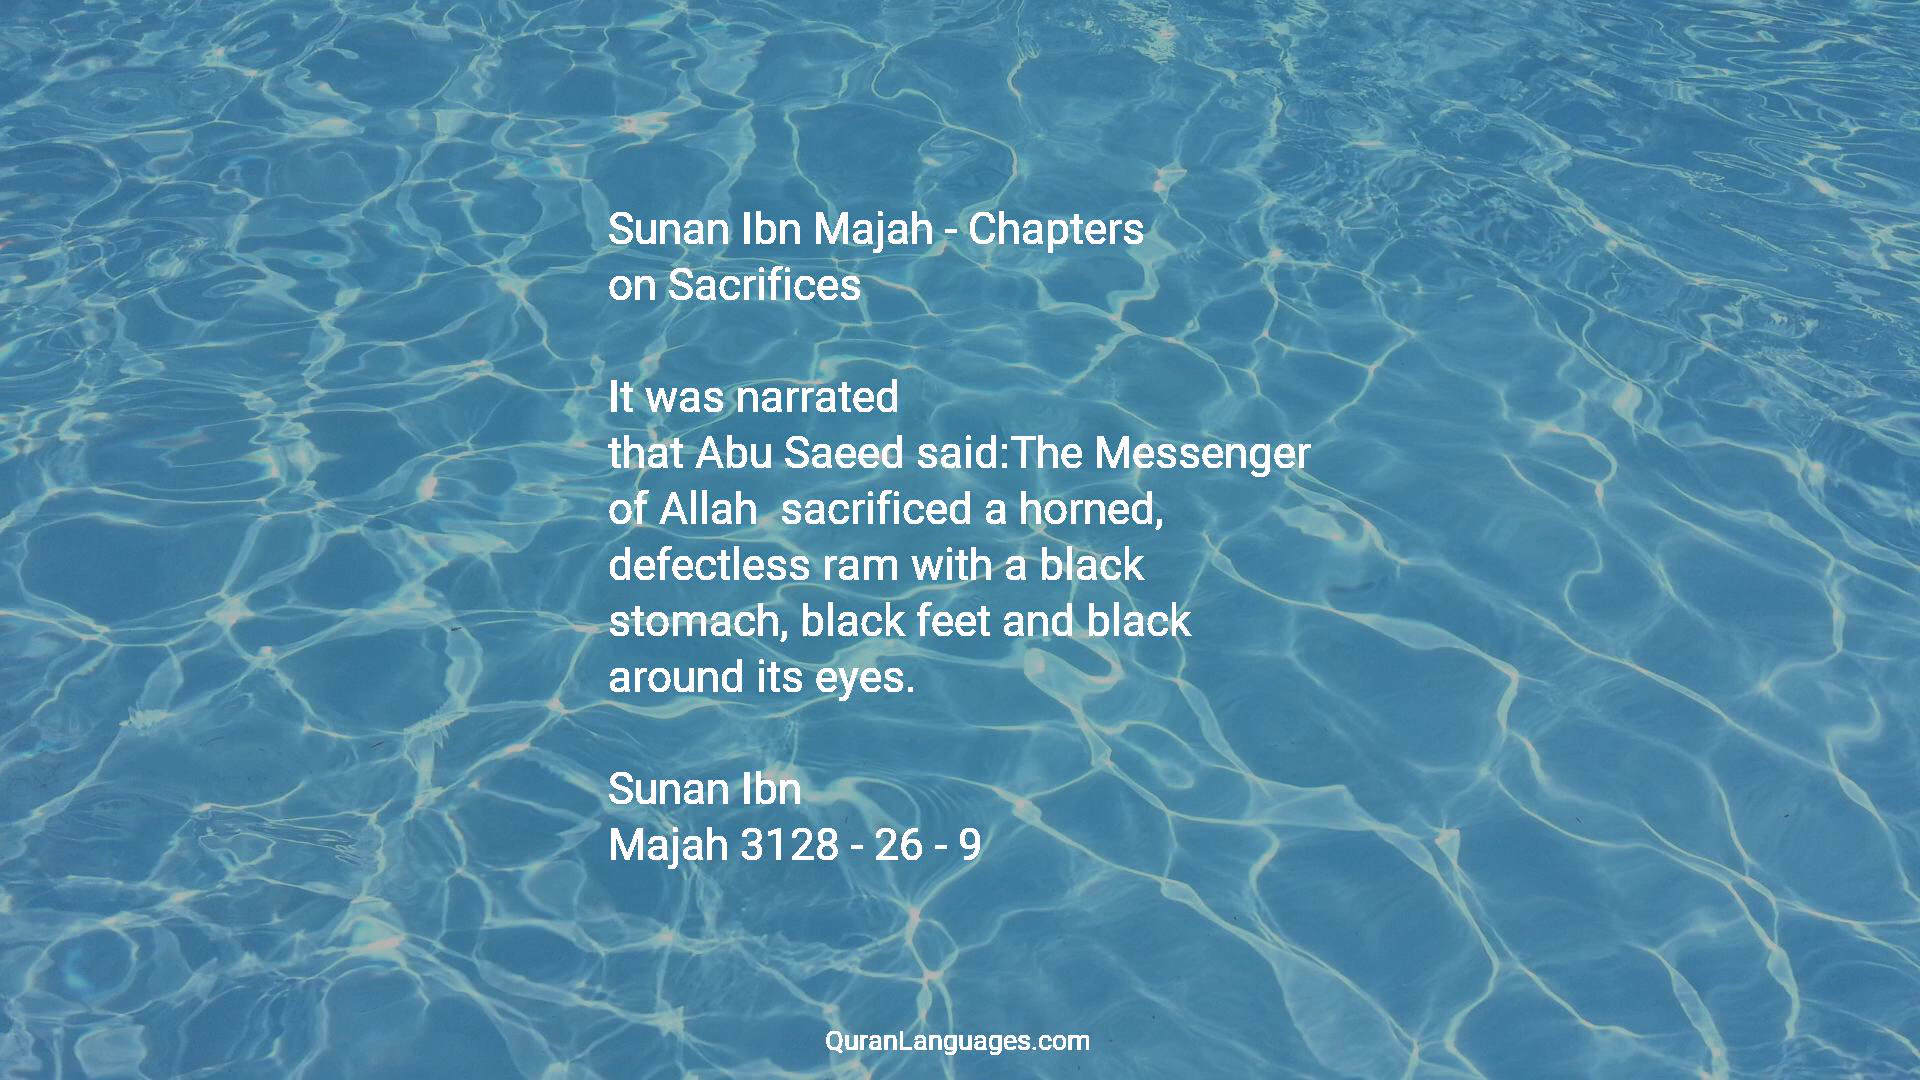 Sunan Ibn Majah - Chapters
on Sacrifices
It was narrated
that Abu Saeed said:The Messenger
of Allah  sacrificed a horned,
defectless ram with a black
stomach, black feet and black
around its eyes.
Sunan Ibn
Majah 3128 - 26 - 9
QuranLanguages.com